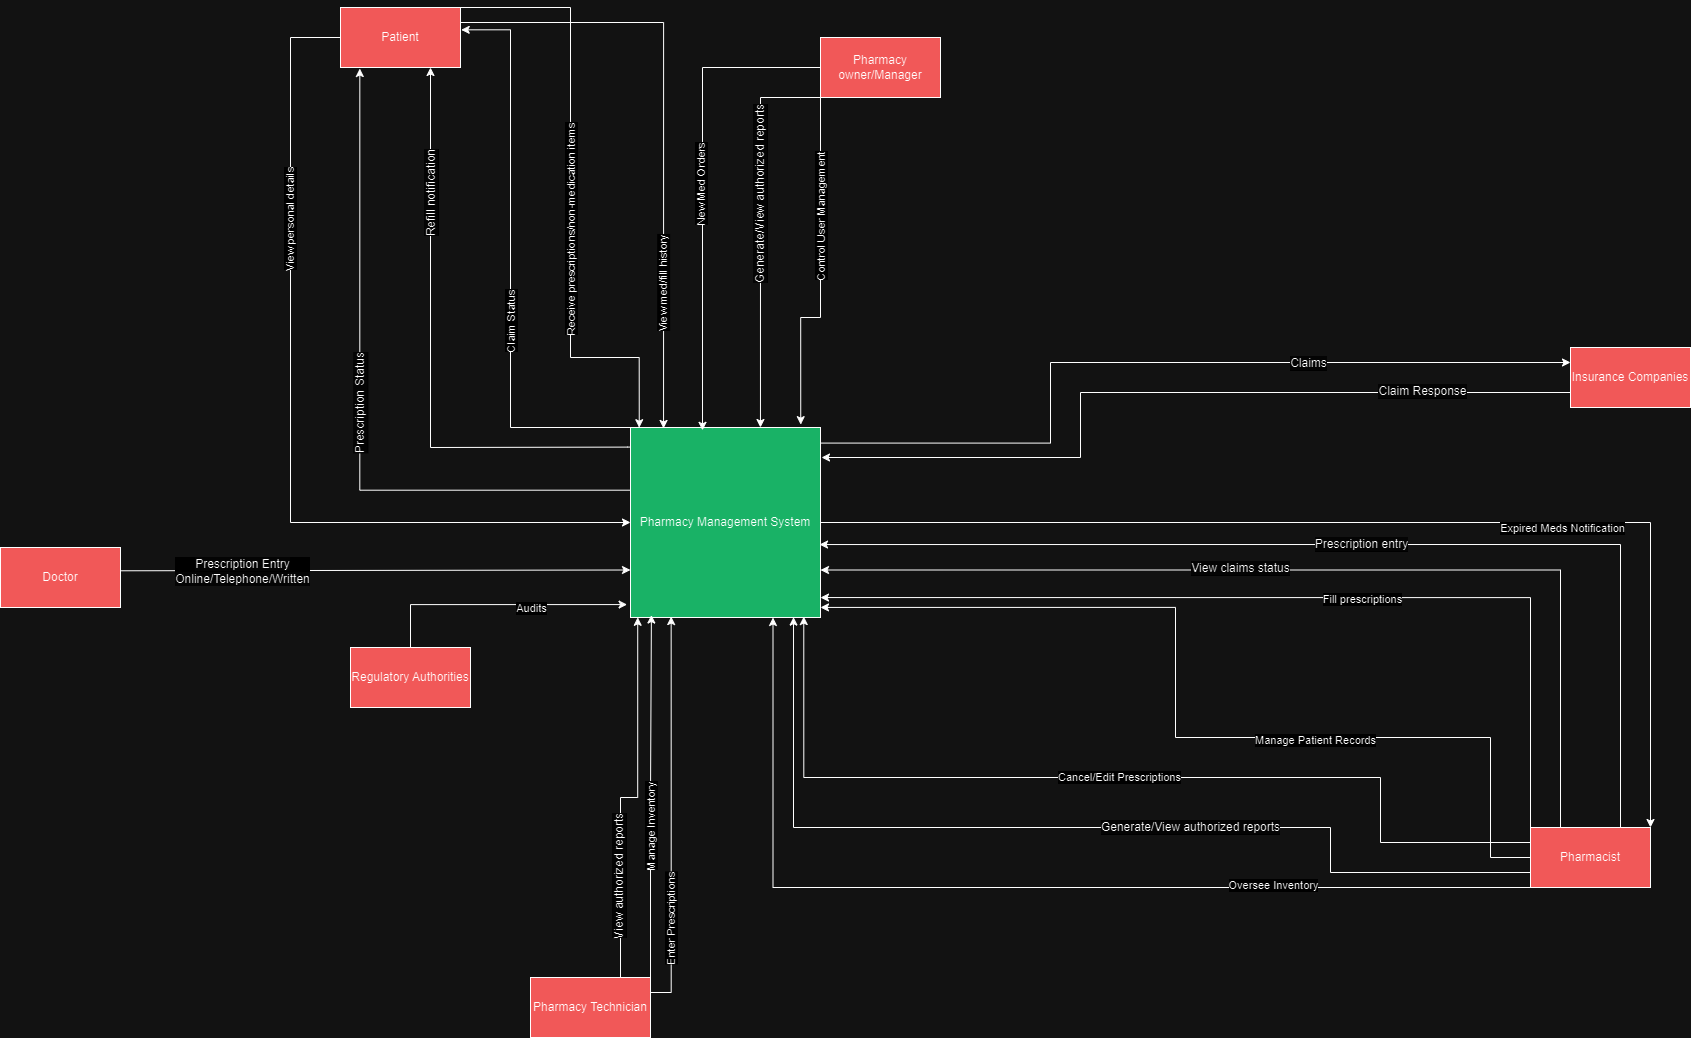 Patient
Pharmacy
owner/Manager
Receive prescriptions/non-medication items
Generate/View authorized reports
NewMed Orders
Refill notification
Control User Management
View personal details
View med/fill history
Claim Status
Prescription Status
Claims
Insurance Companies
Claim Response
Pharmacy Management System
Expired Meds Notification
Prescription entry
Prescription Entry
Online/Telephone/Written
View claims status
Doctor
Fill prescriptions
Audits
Regulatory Authorities
Manage Patient Records
Cancel/Edit Prescriptions
Manage Inventory
Generate/View authorized reports
View authorized reports
Pharmacist
Oversee Inventory
Enter Prescriptions
Pharmacy Technician